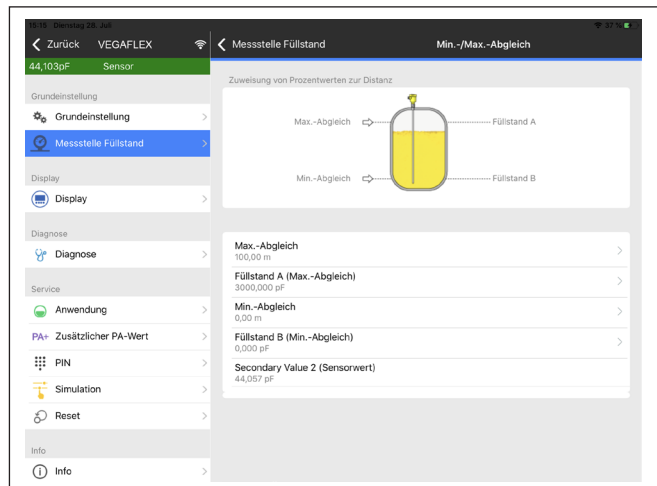 15:15 Dienstag 28. Juli
37 %
Zurück VEGAFLEX
Messstelle Füllstand
Min.-/Max.-Abgleich
44,103pF Sensor
Grundeinstellung
Grundeinstellung
Messstelle Füllstand
Display
Display
Diagnose
Diagnose
Service
Anwendung
PA+ Zusätzlicher PA-Wert
PIN
Simulation
Reset
Info
Info
Zuweisung von Prozentwerten zur Distanz
Max.-Abgleich Füllstand A
Min.-Abgleich Füllstand B
Max.-Abgleich
100,00 m
Füllstand A (Max.-Abgleich)
3000,000 pF
Min.-Abgleich
0,00 m
Füllstand B (Min.-Abgleich)
0,000 pF
Secondary Value 2 (Sensorwert)
44,057 pF